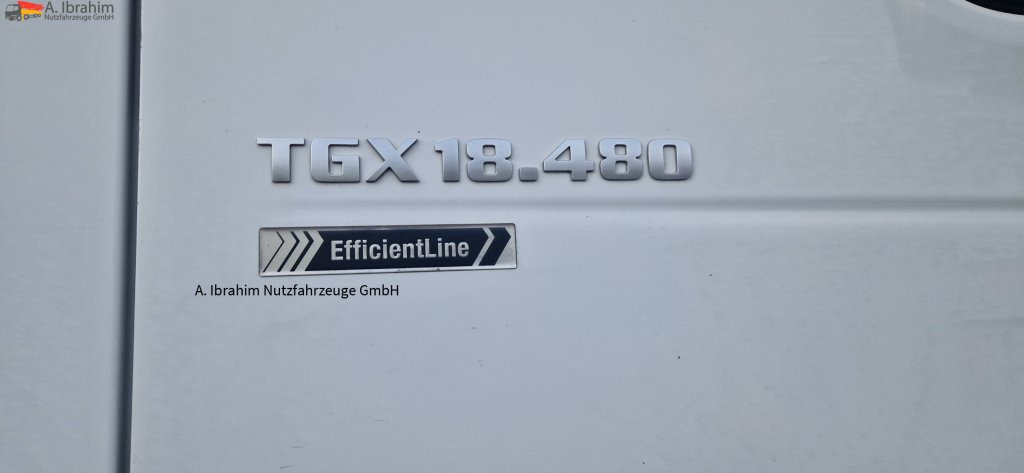 A. Ibrahim
Nutzfahrzeuge GmbH
TGX 18.480
EfficientLine
A. Ibrahim Nutzfahrzeuge GmbH